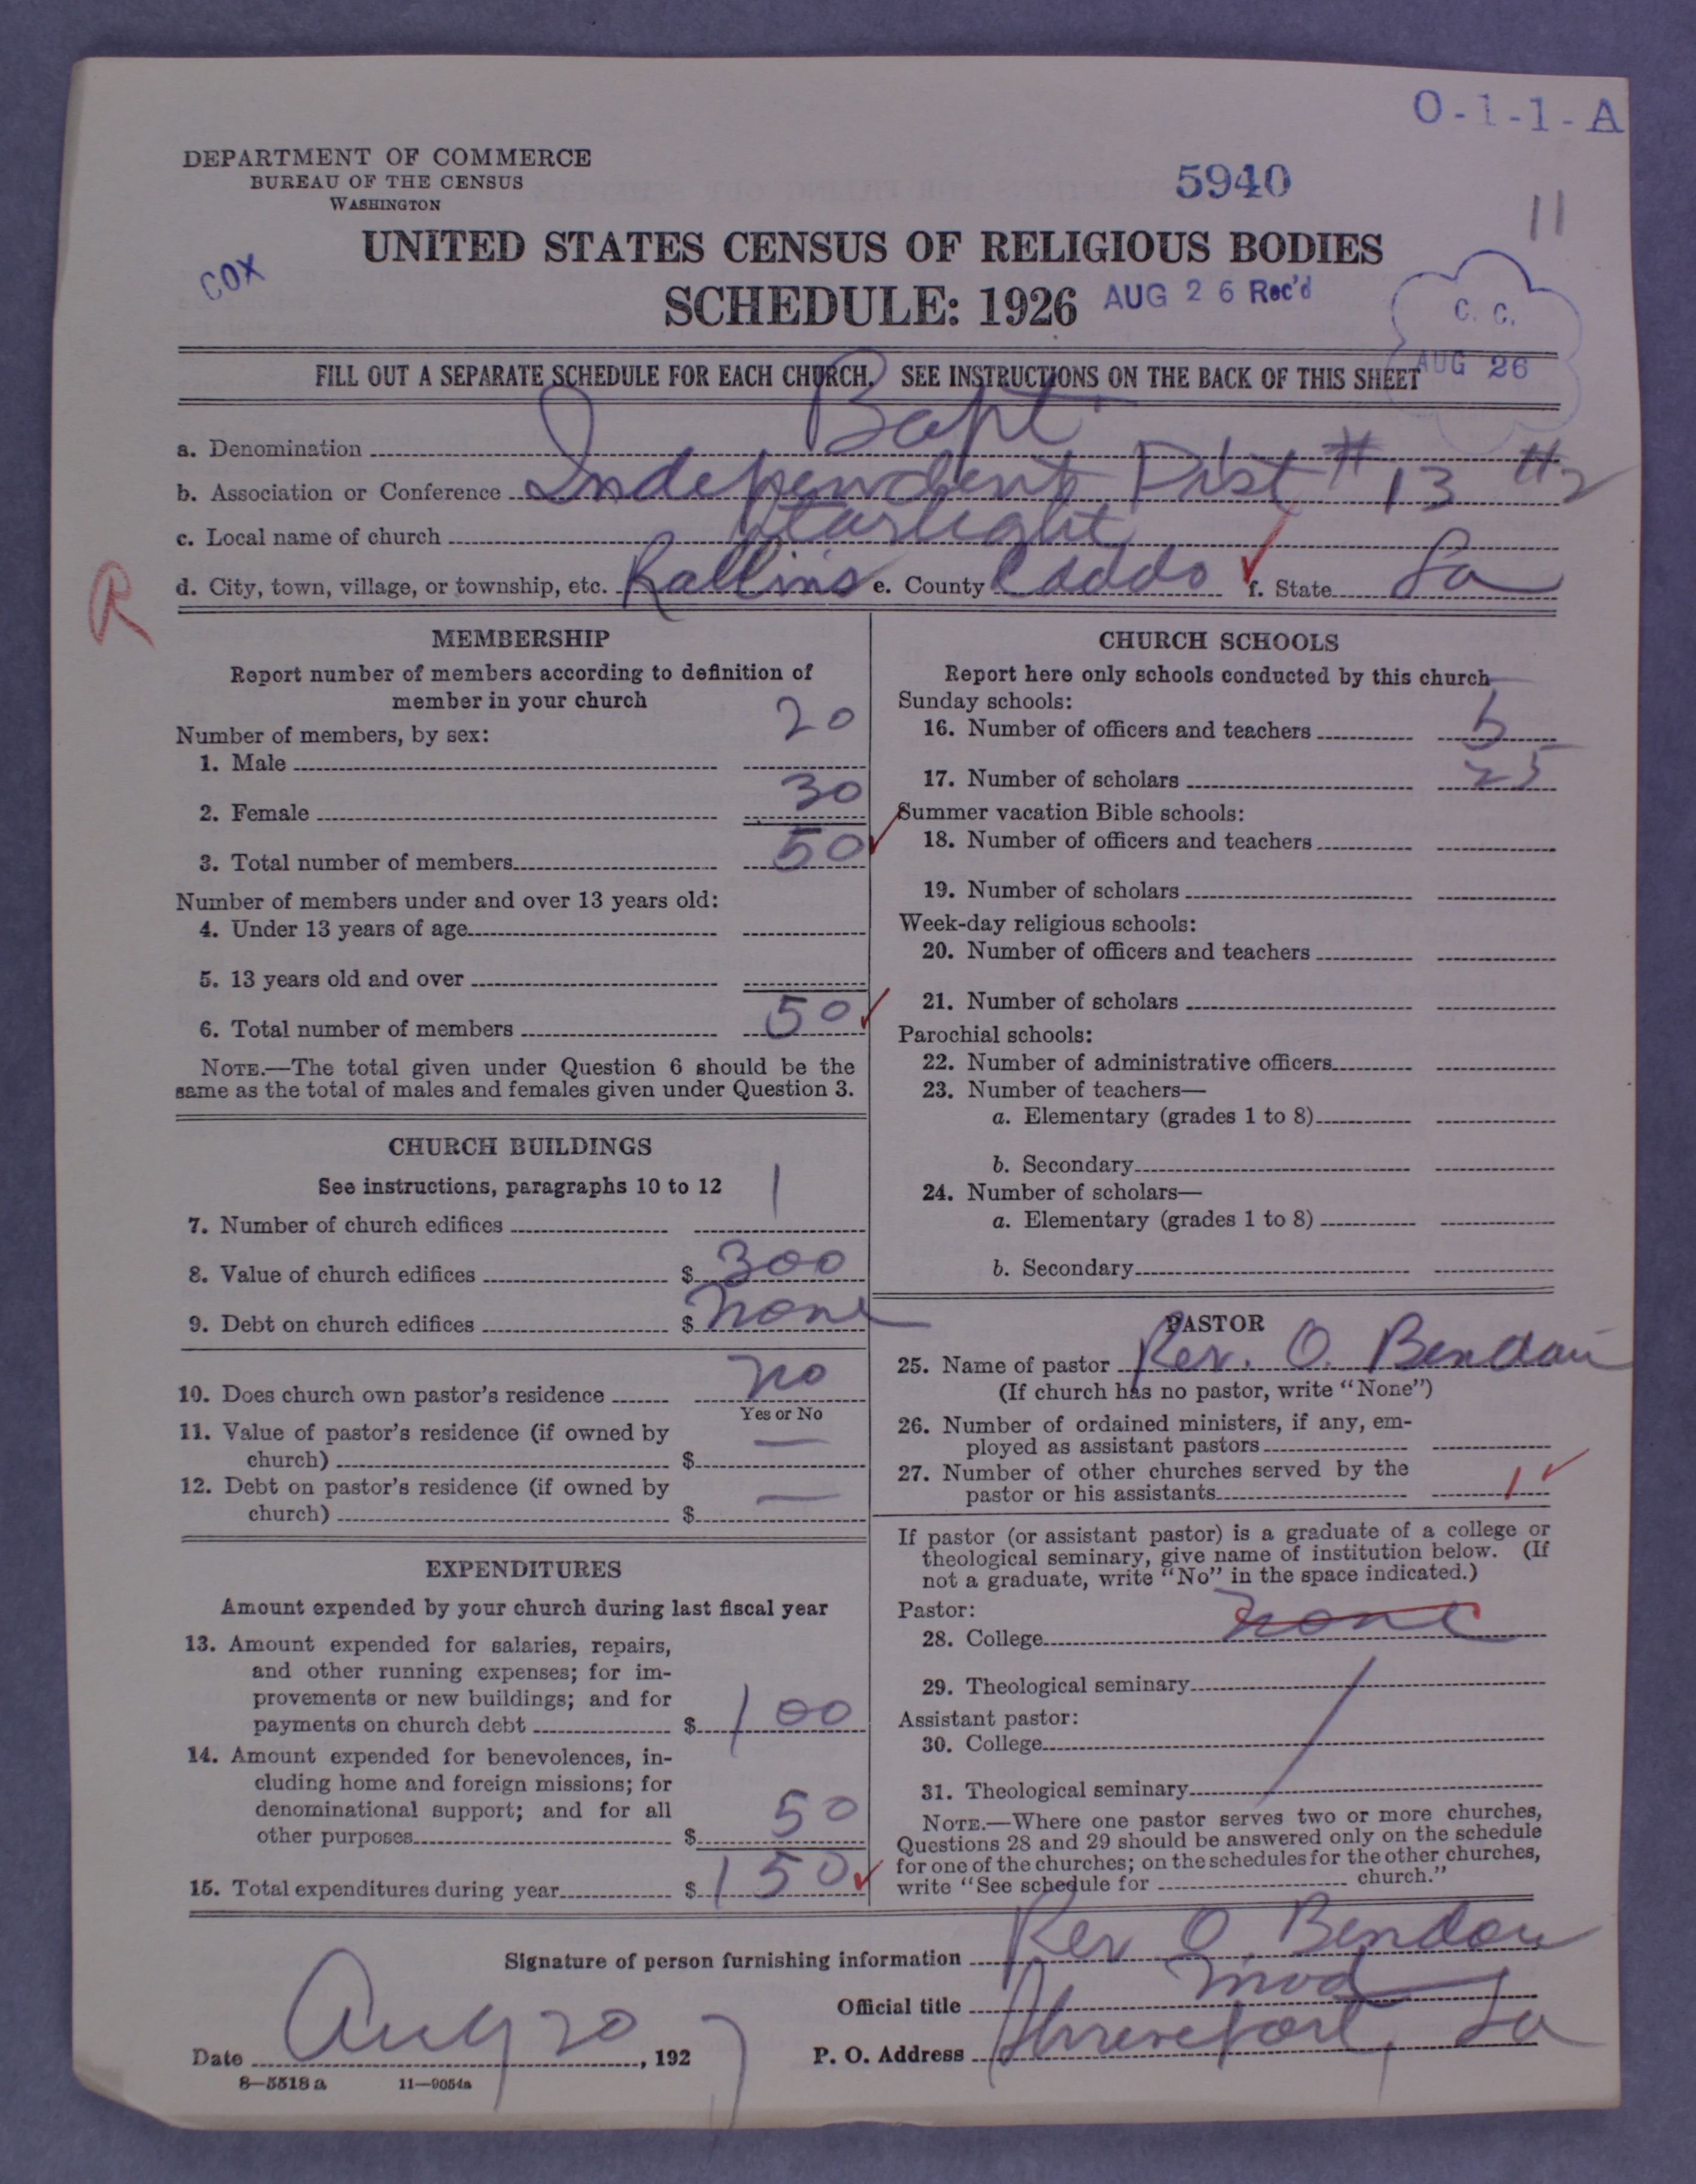 O-1-1-A
DEPARTMENT OF COMMERCE
BUREAU OF THE CENSUS
WASHINGTON
5940
11
COX
UNITED STATES CENSUS OF RELIGIOUS BODIES
SCHEDULE: 1926
AUG 26 Rec'd
C. C.
AUG 26
FILL OUT A SEPARATE SCHEDULE FOR EACH CHURCH. SEE INSTRUCTIONS ON THE BACK OF THIS SHEET
a. Denomination Bapt.
b. Association or Conference Independent Dist # 13 #2
c. Local name of church Starlight
d. City, town, village, or township, etc. Rallins e. County Caddo f. State La
R
MEMBERSHIP
Report number of members according to definition of
member in your church
Number of members, by sex:
1. Male 20
2. Female 30
3. Total number of members 50
Number of members under and over 13 years old:
4. Under 13 years of age
5. 13 years old and over
6. Total number of members 50
NOTE.—The total given under Question 6 should be the
same as the total of males and females given under Question 3.
CHURCH BUILDINGS
See instructions, paragraphs 10 to 12
7. Number of church edifices 1
8. Value of church edifices $ 300
9. Debt on church edifices $ none
10. Does church own pastor's residence no
Yes or No
11. Value of pastor's residence (if owned by
church) $ —
12. Debt on pastor's residence (if owned by
church) $ —
EXPENDITURES
Amount expended by your church during last fiscal year
13. Amount expended for salaries, repairs,
and other running expenses; for im-
provements or new buildings; and for
payments on church debt $ 100
14. Amount expended for benevolences, in-
cluding home and foreign missions; for
denominational support; and for all
other purposes $ 50
15. Total expenditures during year $ 150
CHURCH SCHOOLS
Report here only schools conducted by this church
Sunday schools:
16. Number of officers and teachers 5
17. Number of scholars 25
Summer vacation Bible schools:
18. Number of officers and teachers
19. Number of scholars
Week-day religious schools:
20. Number of officers and teachers
21. Number of scholars
Parochial schools:
22. Number of administrative officers
23. Number of teachers—
a. Elementary (grades 1 to 8)
b. Secondary
24. Number of scholars—
a. Elementary (grades 1 to 8)
b. Secondary
PASTOR
25. Name of pastor Rev. O.
(If church has no pastor, write "None")
26. Number of ordained ministers, if any, em-
ployed as assistant pastors
27. Number of other churches served by the
pastor or his assistants 1
If pastor (or assistant pastor) is a graduate of a college or
theological seminary, give name of institution below. (If
not a graduate, write "No" in the space indicated.)
Pastor:
28. College none
29. Theological seminary
Assistant pastor:
30. College
31. Theological seminary
NOTE.—Where one pastor serves two or more churches,
Questions 28 and 29 should be answered only on the schedule
for one of the churches; on the schedules for the other churches,
write "See schedule for church."
Signature of person furnishing information Rev O.
Official title Mod
Date Aug 20, 1927
P. O. Address Shreveport, La
8—5518 a 11—9054a